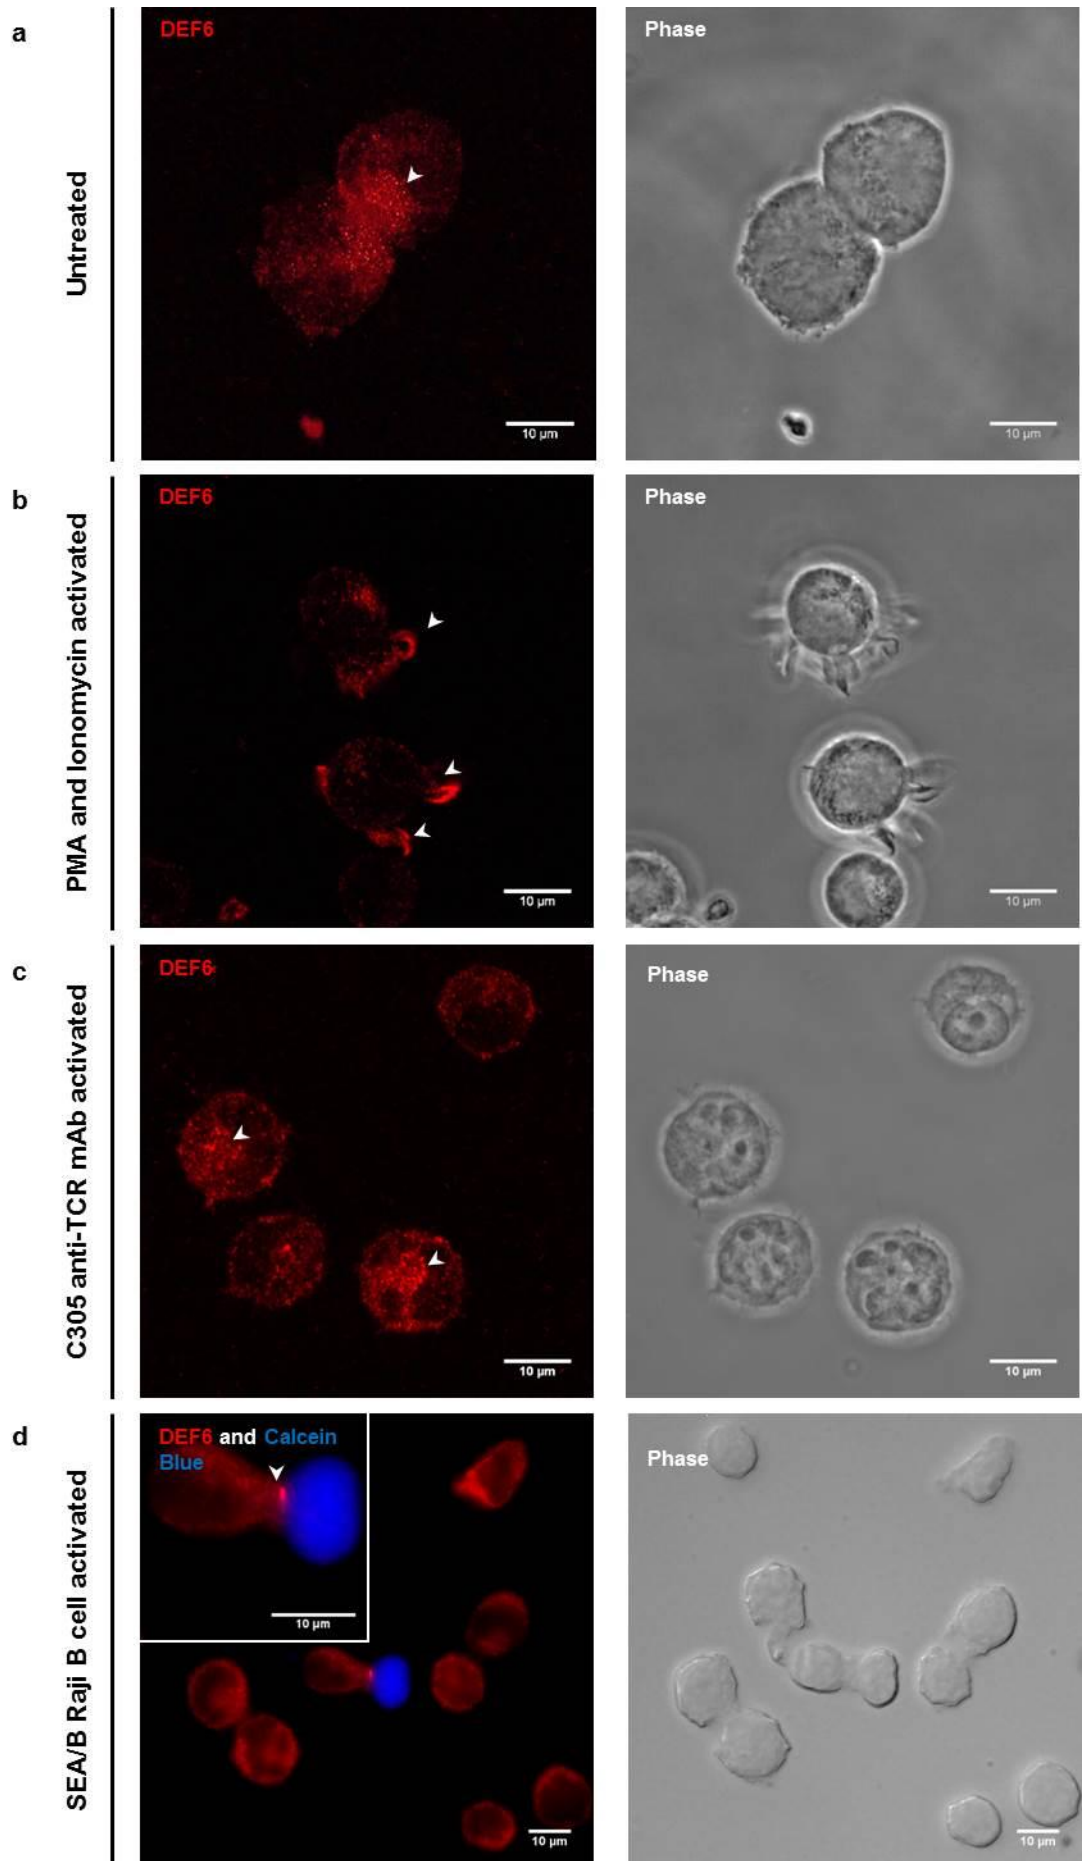 a
Untreated
DEF6
Phase
10 µm
10 µm
b
PMA and Ionomycin activated
DEF6
Phase
10 µm
10 µm
c
C305 anti-TCR mAb activated
DEF6
Phase
10 µm
10 µm
d
SEA/B Raji B cell activated
DEF6 and Calcein
Blue
Phase
10 µm
10 µm
10 µm